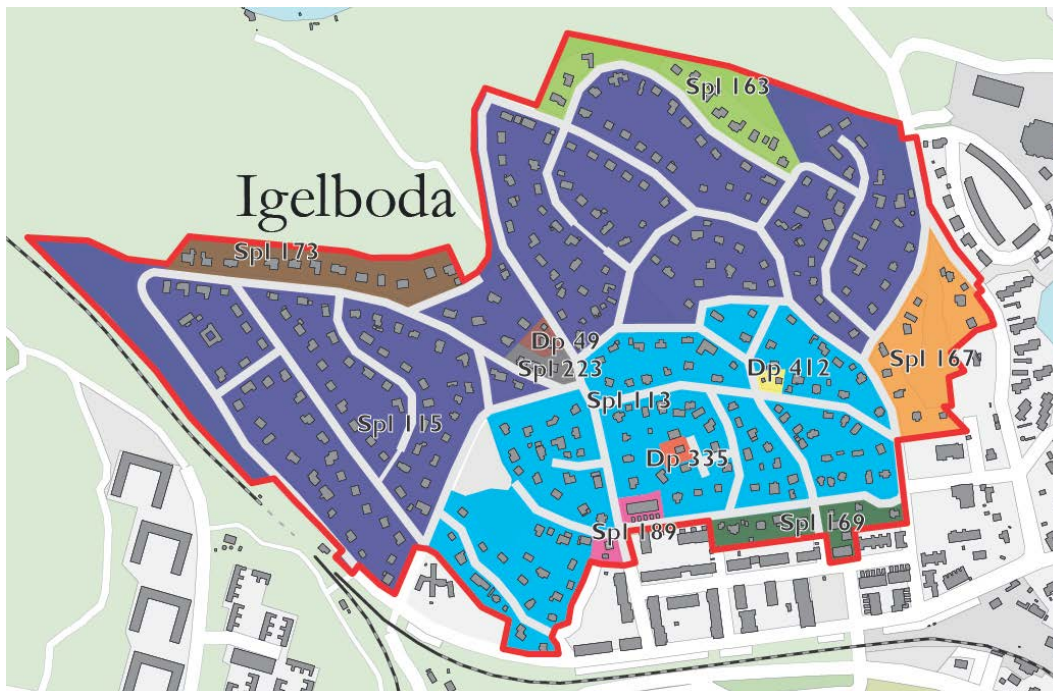 Spl 163
Igelboda
Spl 173
Dp 49
Spl 223
Spl 167
Dp 412
Spl 113
Spl 115
Dp 335
Spl 189
Spl 169